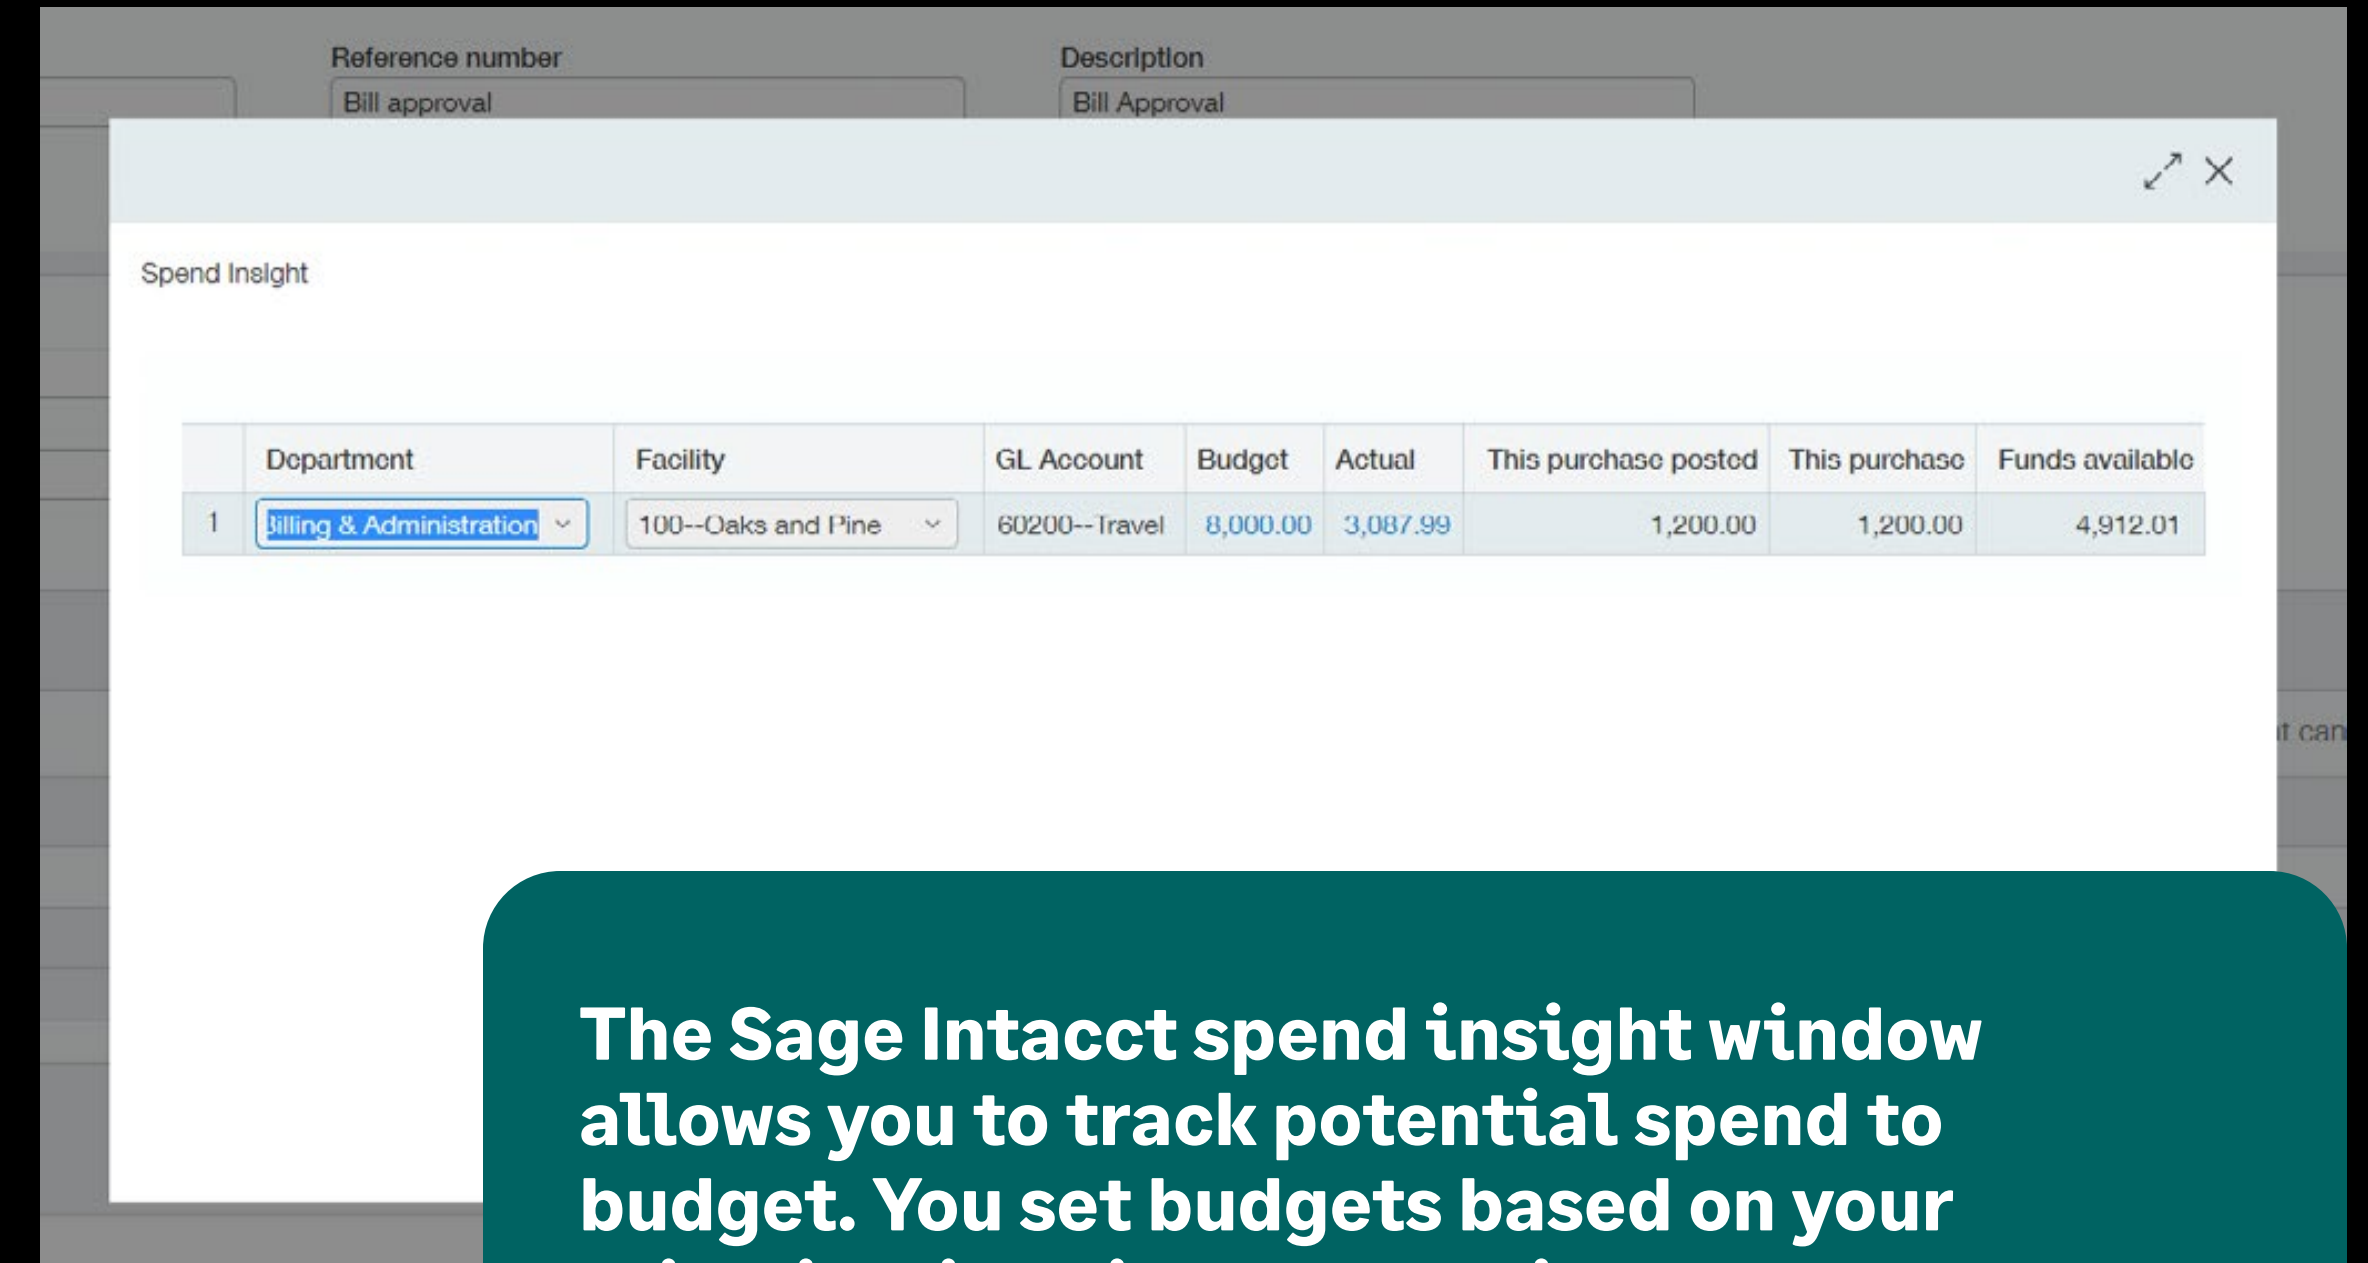 Reference number
Description
Bill approval
Bill Approval
Spend Insight
Department Facility GL Account Budget Actual This purchase posted This purchase Funds available
1 Billing & Administration 100--Oaks and Pine 60200--Travel 8,000.00 3,087.99 1,200.00 1,200.00 4,912.01
can
The Sage Intacct spend insight window
allows you to track potential spend to
budget. You set budgets based on your